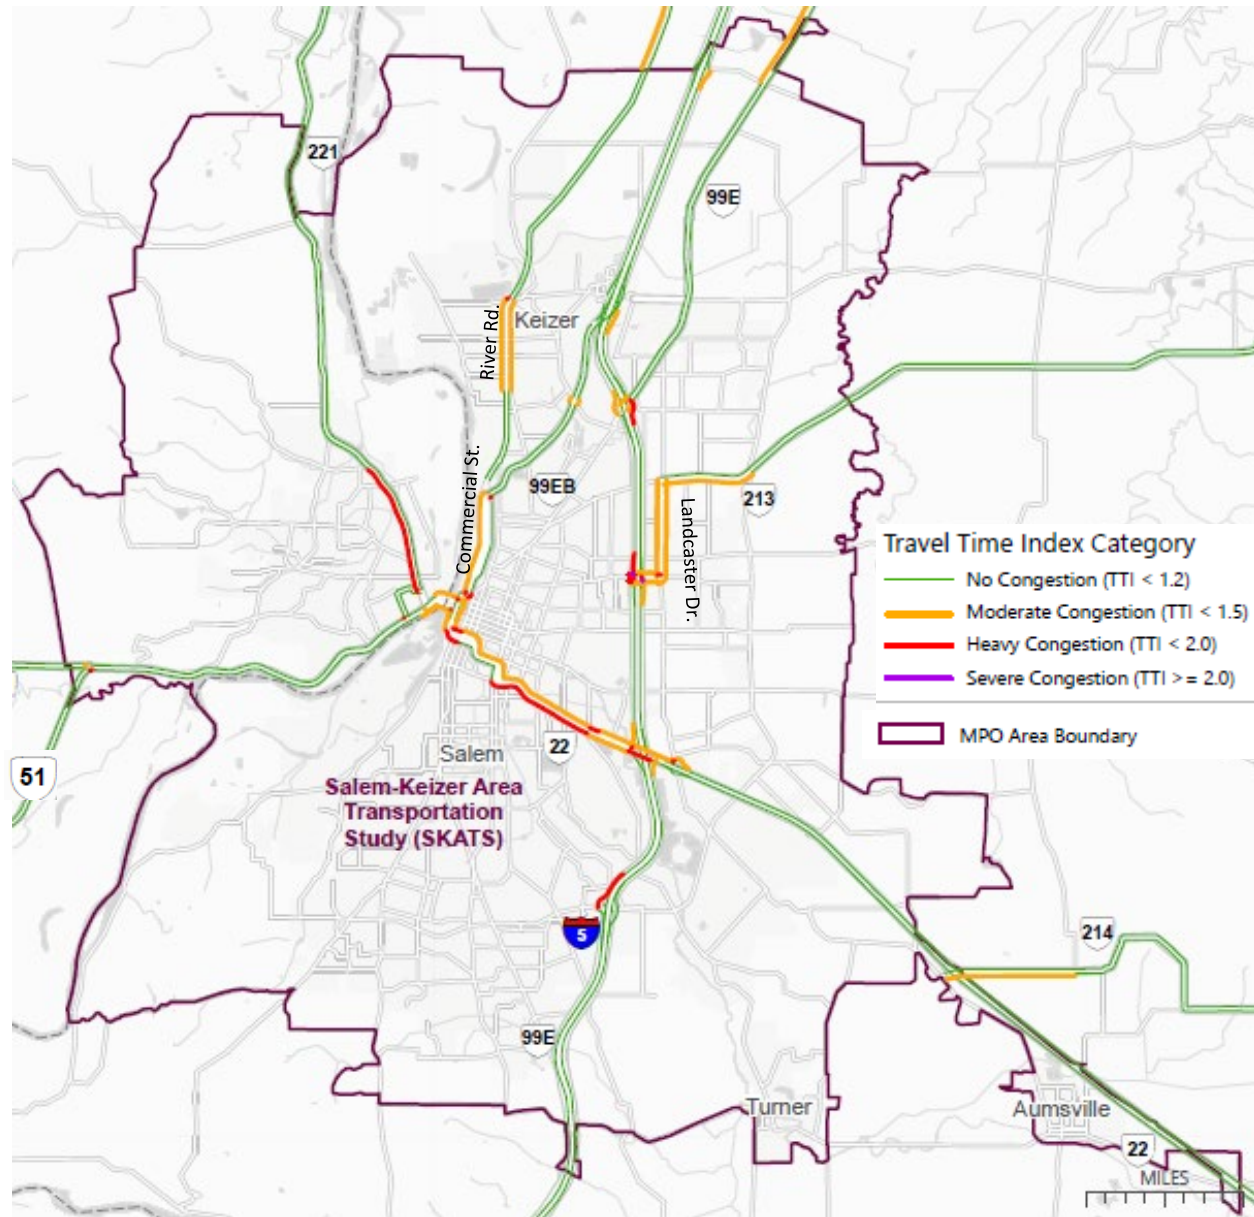 221
99E
River Rd.
Keizer
Commercial St.
99EB
213
Landcaster Dr.
Travel Time Index Category
No Congestion (TTI < 1.2)
Moderate Congestion (TTI < 1.5)
Heavy Congestion (TTI < 2.0)
Severe Congestion (TTI > = 2.0)
MPO Area Boundary
22
Salem
51
Salem-Keizer Area
Transportation
Study (SKATS)
5
214
99E
Turner
Aumsville
22
MILES